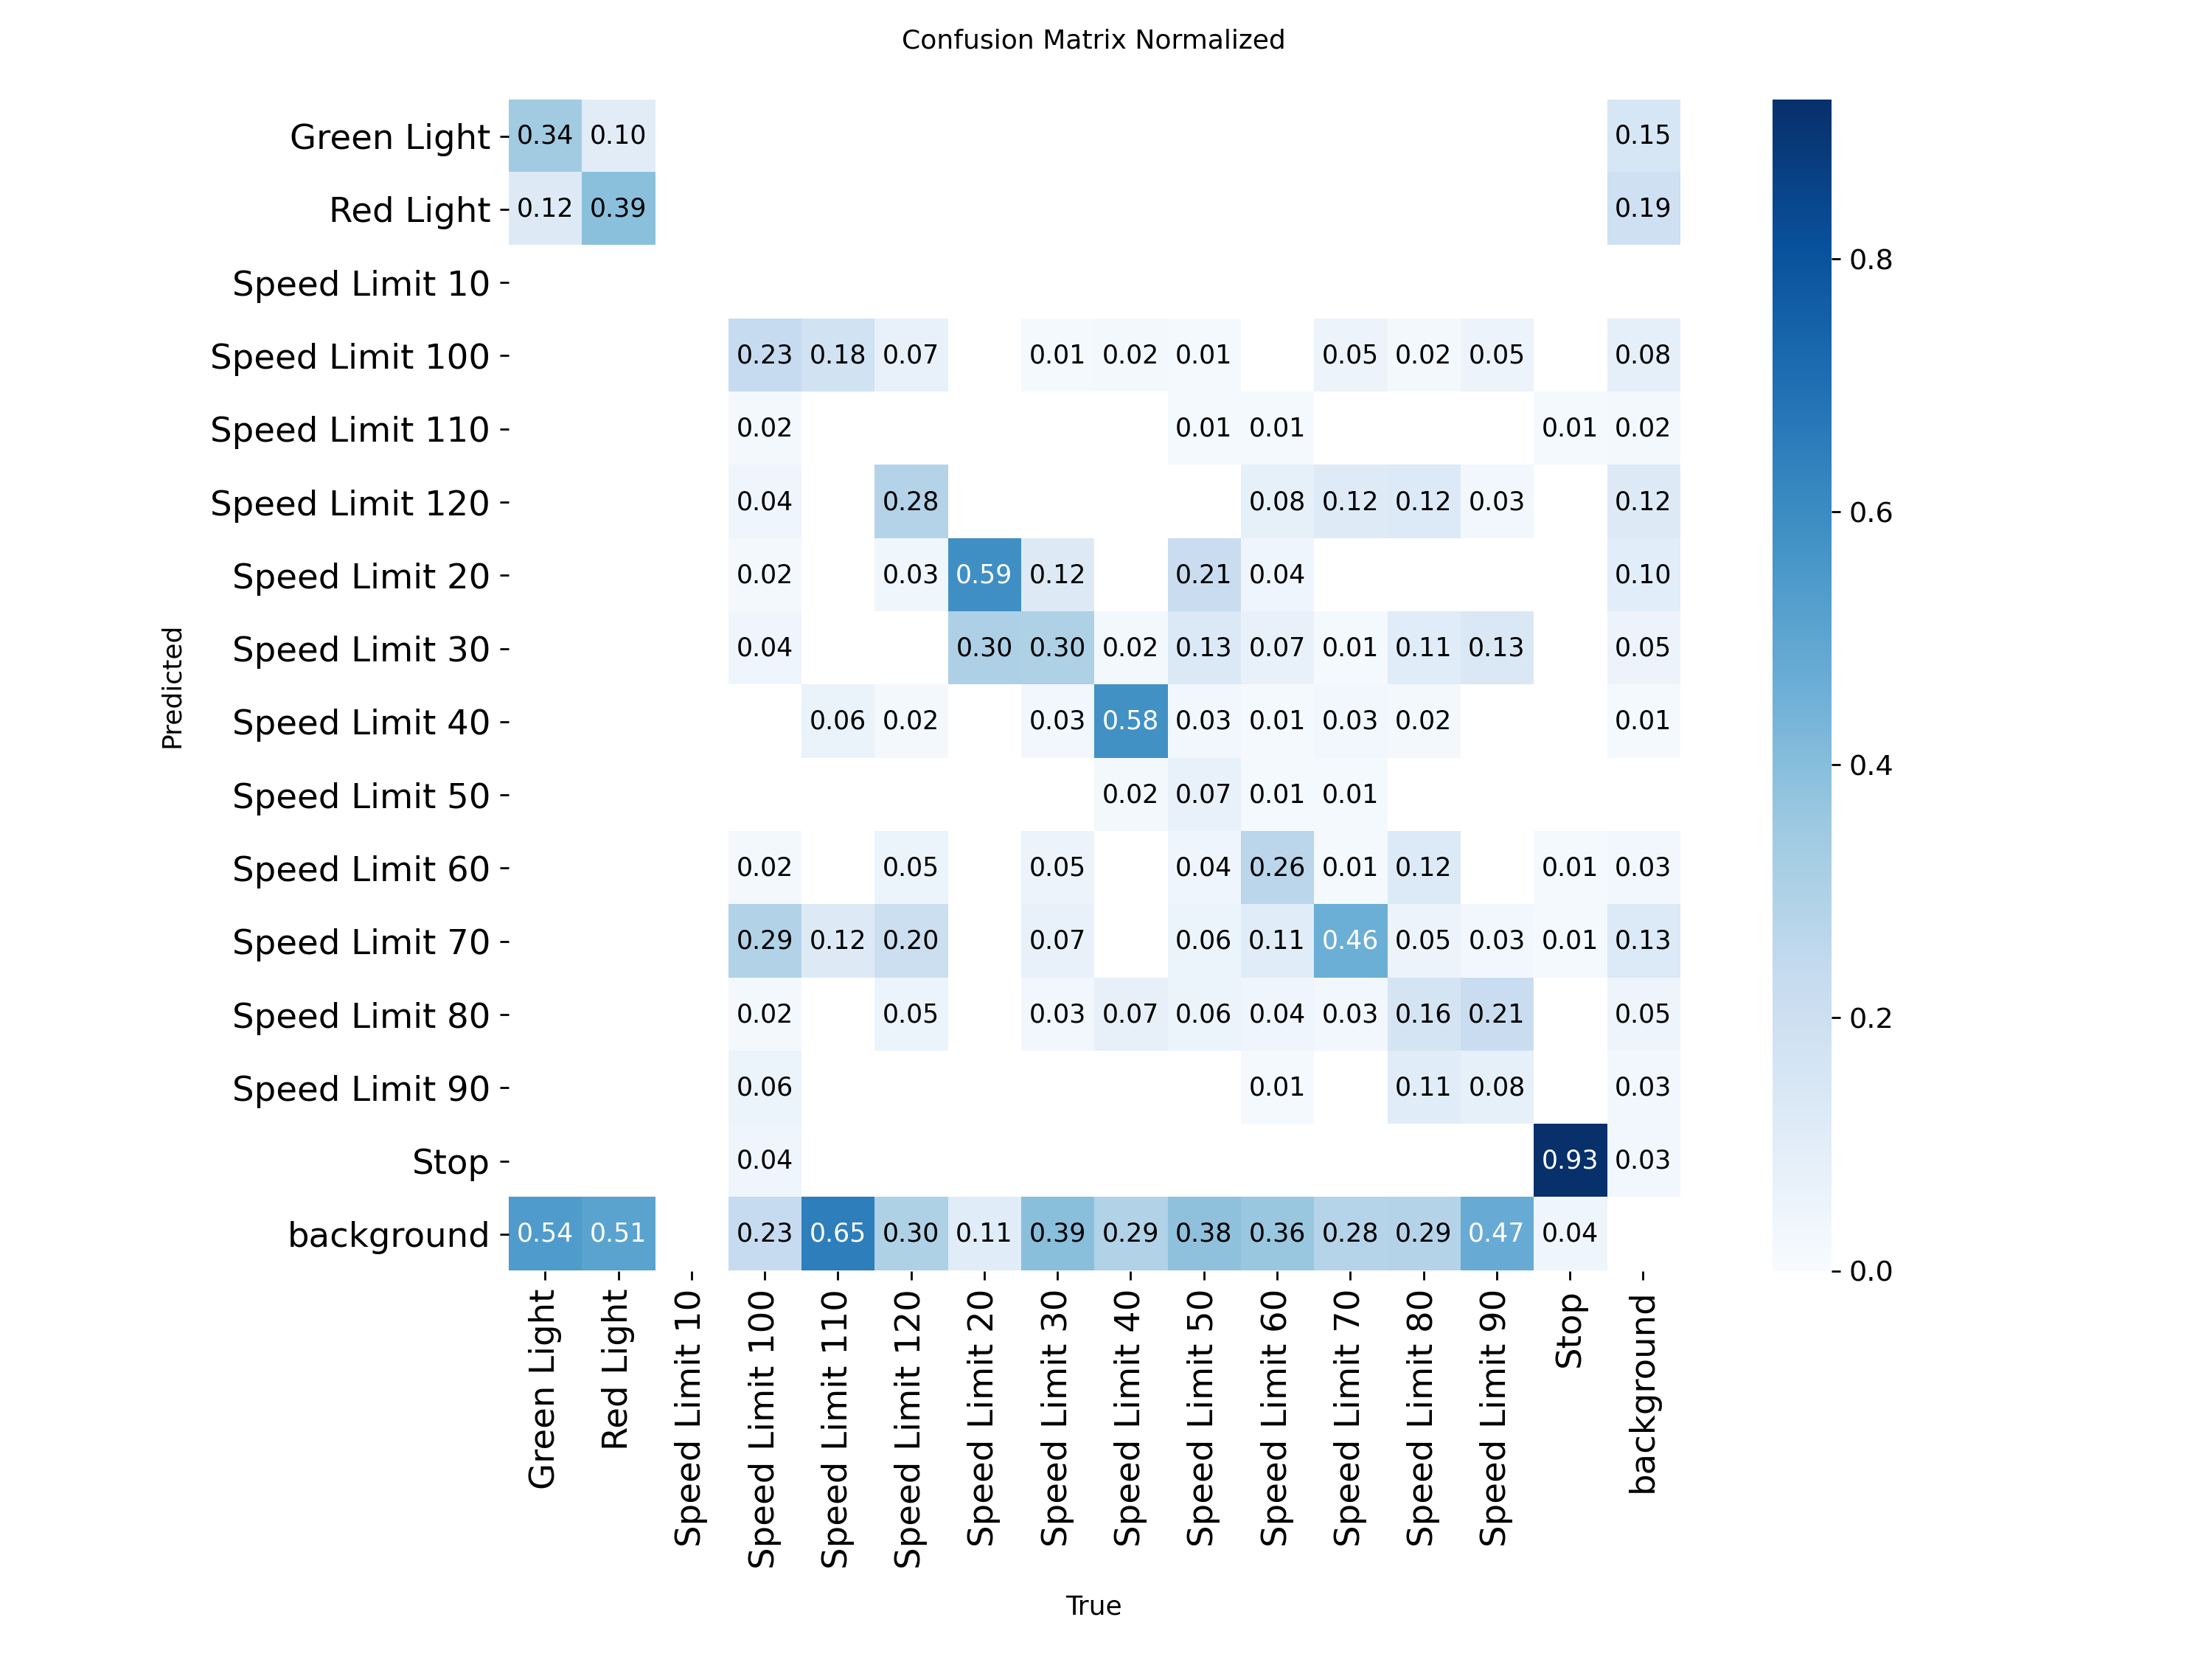 Confusion Matrix Normalized
Green Light 0.34 0.10 0.15
Red Light 0.12 0.39 0.19
Speed Limit 10
Speed Limit 100 0.23 0.18 0.07 0.01 0.02 0.01 0.05 0.02 0.05 0.08
Speed Limit 110 0.02 0.01 0.01 0.01 0.02
Speed Limit 120 0.04 0.28 0.08 0.12 0.12 0.03 0.12
Speed Limit 20 0.02 0.03 0.59 0.12 0.21 0.04 0.10
Speed Limit 30 0.04 0.30 0.30 0.02 0.13 0.07 0.01 0.11 0.13 0.05
Speed Limit 40 0.06 0.02 0.03 0.58 0.03 0.01 0.03 0.02 0.01
Speed Limit 50 0.02 0.07 0.01 0.01
Speed Limit 60 0.02 0.05 0.05 0.04 0.26 0.01 0.12 0.01 0.03
Speed Limit 70 0.29 0.12 0.20 0.07 0.06 0.11 0.46 0.05 0.03 0.01 0.13
Speed Limit 80 0.02 0.05 0.03 0.07 0.06 0.04 0.03 0.16 0.21 0.05
Speed Limit 90 0.06 0.01 0.11 0.08 0.03
Stop 0.04 0.93 0.03
background 0.54 0.51 0.23 0.65 0.30 0.11 0.39 0.29 0.38 0.36 0.28 0.29 0.47 0.04
Predicted
Green Light
Red Light
Speed Limit 10
Speed Limit 100
Speed Limit 110
Speed Limit 120
Speed Limit 20
Speed Limit 30
Speed Limit 40
Speed Limit 50
Speed Limit 60
Speed Limit 70
Speed Limit 80
Speed Limit 90
Stop
background
True
0.8
0.6
0.4
0.2
0.0